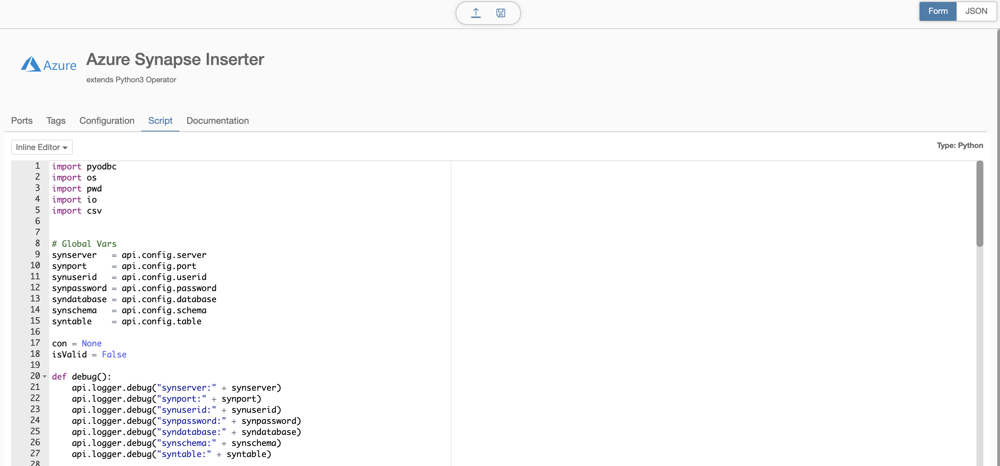 Form JSON
Azure
Azure Synapse Inserter
extends Python3 Operator
Ports Tags Configuration Script Documentation
Inline Editor
Type: Python
1 import pyodbc
2 import os
3 import pwd
4 import io
5 import csv
6
7
8 # Global Vars
9 synserver   = api.config.server
10 synport     = api.config.port
11 synuserid   = api.config.userid
12 synpassword = api.config.password
13 syndatabase = api.config.database
14 synschema   = api.config.schema
15 syntable    = api.config.table
16
17 con = None
18 isValid = False
19
20 def debug():
21     api.logger.debug("synserver:" + synserver)
22     api.logger.debug("synport:" + synport)
23     api.logger.debug("synuserid:" + synuserid)
24     api.logger.debug("synpassword:" + synpassword)
25     api.logger.debug("syndatabase:" + syndatabase)
26     api.logger.debug("synschema:" + synschema)
27     api.logger.debug("syntable:" + syntable)
28